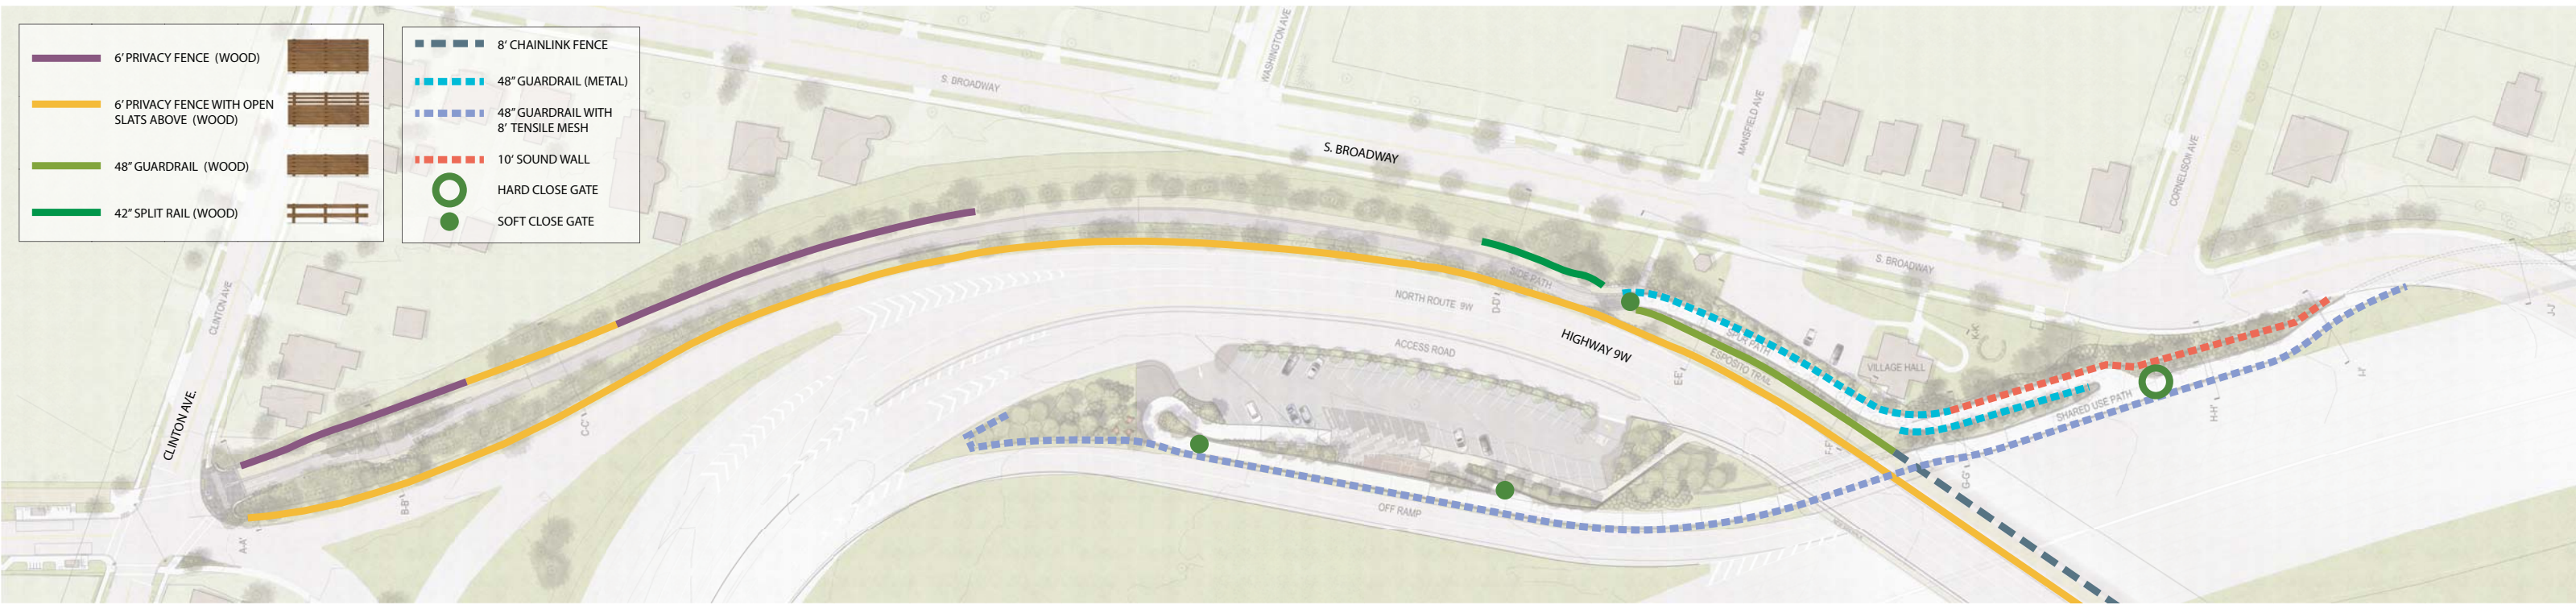 6' PRIVACY FENCE (WOOD)
6' PRIVACY FENCE WITH OPEN
SLATS ABOVE (WOOD)
48" GUARDRAIL (WOOD)
42" SPLIT RAIL (WOOD)
8' CHAINLINK FENCE
48" GUARDRAIL (METAL)
48" GUARDRAIL WITH
8' TENSILE MESH
10' SOUND WALL
HARD CLOSE GATE
SOFT CLOSE GATE
S. BROADWAY
WASHINGTON AVE
MANSFIELD AVE
CORNELISON AVE
S. BROADWAY
S. BROADWAY
CLINTON AVE
CLINTON AVE.
SIDE PATH
NORTH ROUTE 9W
D-D'
HIGHWAY 9W
ACCESS ROAD
SPUR PATH
ESPOSITO TRAIL
VILLAGE HALL
K-K'
E-E'
SHARED USE PATH
H-H'
I-I'
J-J'
F-F'
G-G'
C-C'
B-B'
A-A'
OFF RAMP